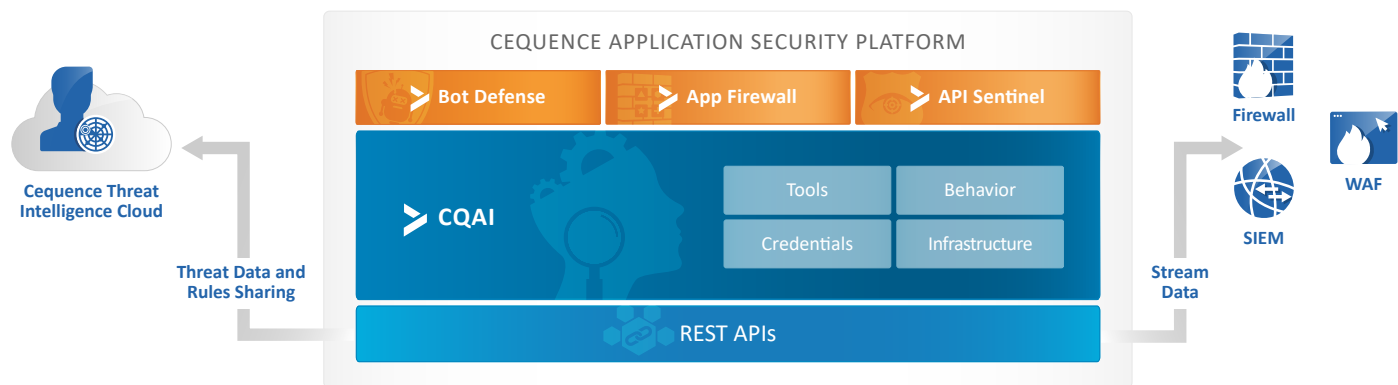 CEQUENCE APPLICATION SECURITY PLATFORM
Bot Defense
App Firewall
API Sentinel
Firewall
WAF
SIEM
Cequence Threat
Intelligence Cloud
CQAI
Tools
Behavior
Credentials
Infrastructure
Threat Data and
Rules Sharing
Stream
Data
REST APIs